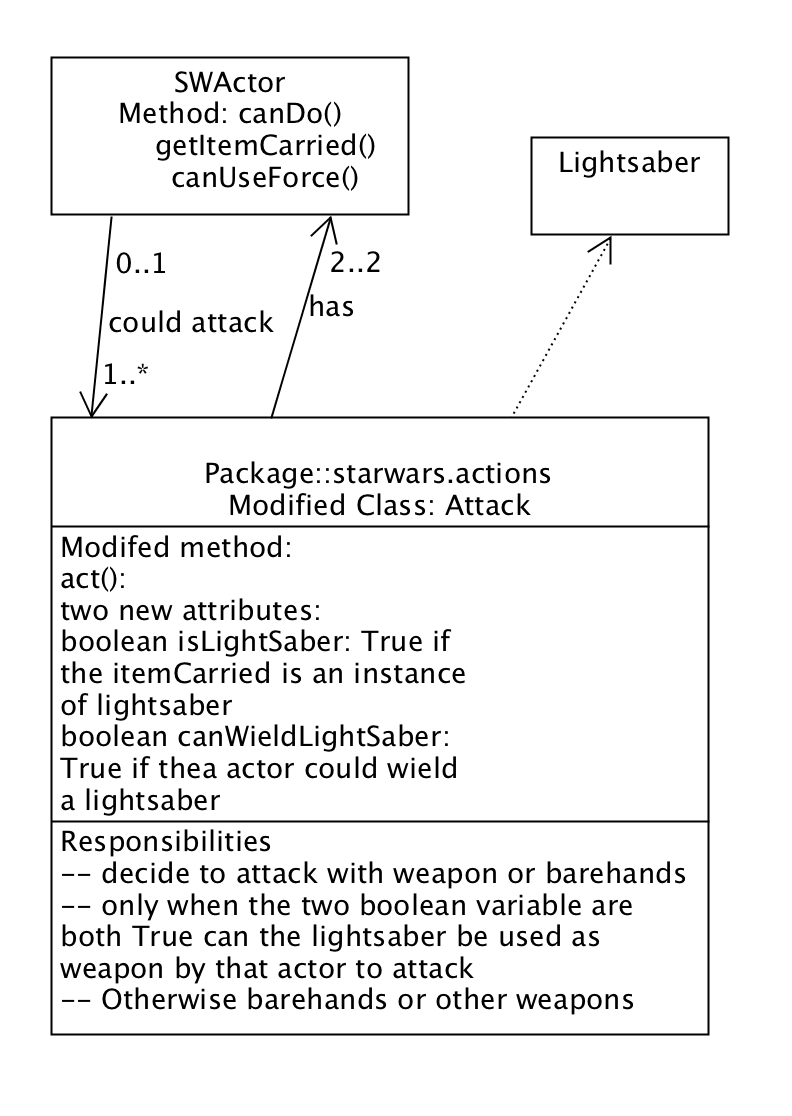 SWActor
Method: canDo()
getItemCarried()
canUseForce()
Lightsaber
0..1
2..2
has
could attack
1..*
Package::starwars.actions
Modified Class: Attack
Modifed method:
act():
two new attributes:
boolean isLightSaber: True if
the itemCarried is an instance
of lightsaber
boolean canWieldLightSaber:
True if thea actor could wield
a lightsaber
Responsibilities
-- decide to attack with weapon or barehands
-- only when the two boolean variable are
both True can the lightsaber be used as
weapon by that actor to attack
-- Otherwise barehands or other weapons